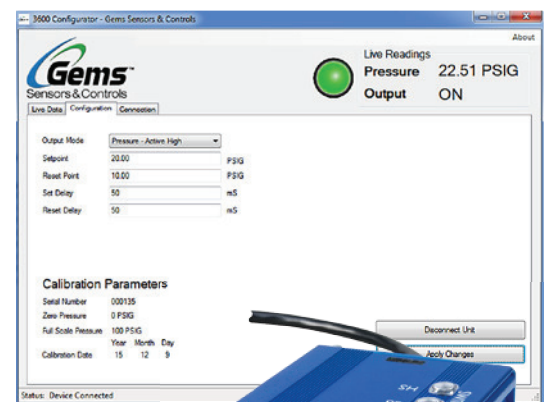 3600 Configurator - Gems Sensors & Controls
About
Gems™
Sensors & Controls
Live Readings
Pressure 22.51 PSIG
Output ON
Live Data Configuration Connection
Output Mode Pressure - Active High
Setpoint 20.00 PSIG
Reset Point 10.00 PSIG
Set Delay 50 mS
Reset Delay 50 mS
Calibration Parameters
Serial Number 000135
Zero Pressure 0 PSIG
Full Scale Pressure 100 PSIG
Year Month Day
Calibration Date 15 12 9
Disconnect Unit
Apply Changes
Status: Device Connected